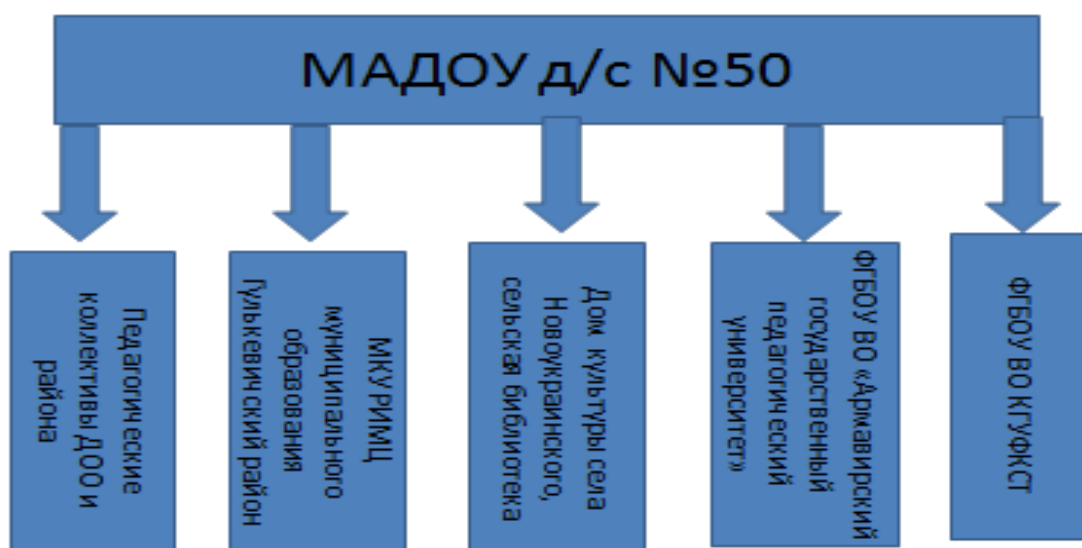 МАДОУ д/с №50
Педагогические
коллективы ДОО и
района
МКУ РИМЦ
муниципального
образования
Гулькевичский район
Дом культуры села
Новоукраинского,
сельская библиотека
ФГБОУ ВО «Армавирский
государственный
педагогический
университет»
ФГБОУ ВО КГУФКСТ